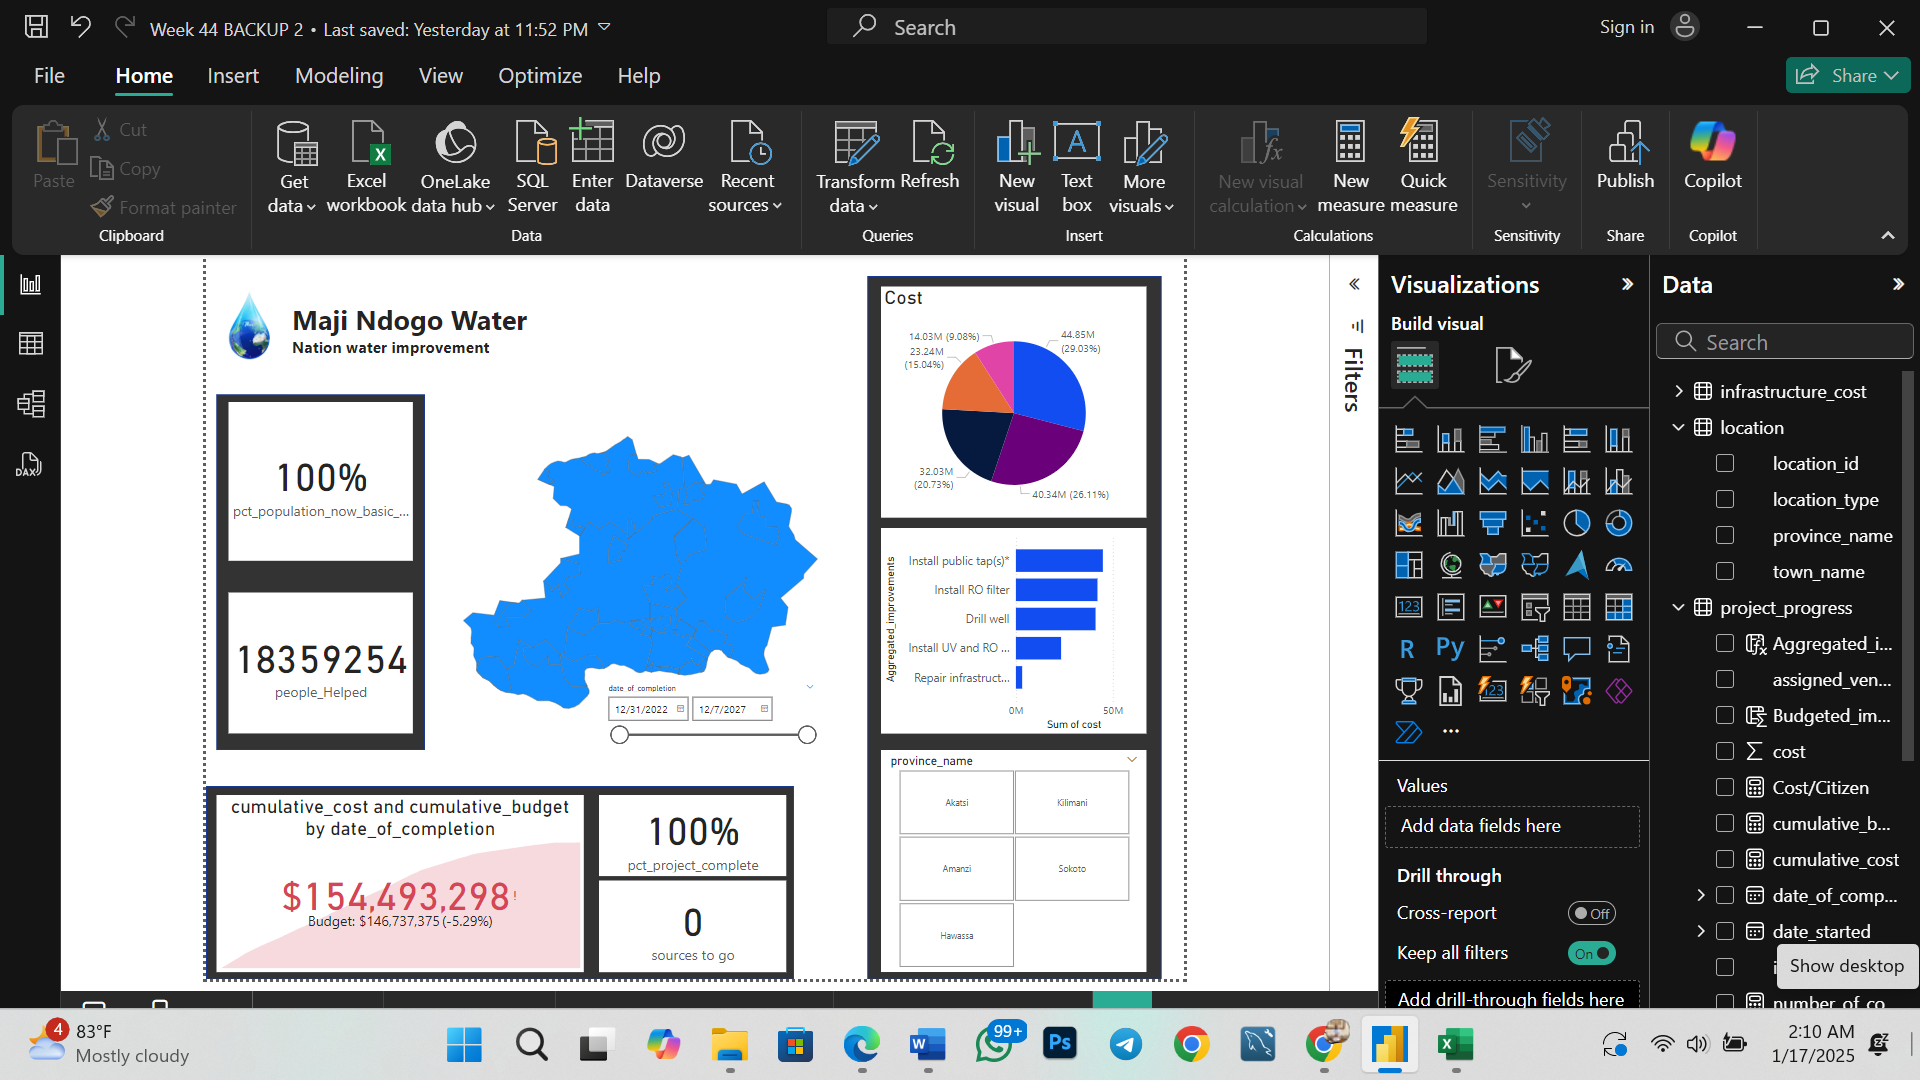 Week 44 BACKUP 2 • Last saved: Yesterday at 11:52 PM
Search
Sign in
File
Home
Insert
Modeling
View
Optimize
Help
Share
Paste
Cut
Copy
Format painter
Clipboard
Get data
Excel workbook
OneLake data hub
SQL Server
Enter data
Dataverse
Recent sources
Data
Transform data
Refresh
Queries
New visual
Text box
More visuals
Insert
New visual calculation
New measure
Quick measure
Calculations
Sensitivity
Sensitivity
Publish
Share
Copilot
Copilot
DAX
Maji Ndogo Water
Nation water improvement
100%
pct_population_now_basic_...
18359254
people_Helped
date_of_completion
12/31/2022
12/7/2027
cumulative_cost and cumulative_budget
by date_of_completion
$154,493,298!
Budget: $146,737,375 (-5.29%)
100%
pct_project_complete
0
sources to go
Cost
14.03M (9.08%)
23.24M
(15.04%)
32.03M
(20.73%)
44.85M
(29.03%)
40.34M (26.11%)
Aggregated_improvements
Install public tap(s)*
Install RO filter
Drill well
Install UV and RO ...
Repair infrastruct...
0M
50M
Sum of cost
province_name
Akatsi
Kilimani
Amanzi
Sokoto
Hawassa
Filters
Visualizations
Build visual
123
R
Py
123
Values
Add data fields here
Drill through
Cross-report
Off
Keep all filters
On
Add drill-through fields here
Data
Search
infrastructure_cost
location
location_id
location_type
province_name
town_name
project_progress
Aggregated_i...
assigned_ven...
Budgeted_im...
cost
Cost/Citizen
cumulative_b...
cumulative_cost
date_of_comp...
date_started
Show desktop
number_of_co...
4
83°F
Mostly cloudy
99+
Ps
2:10 AM
1/17/2025